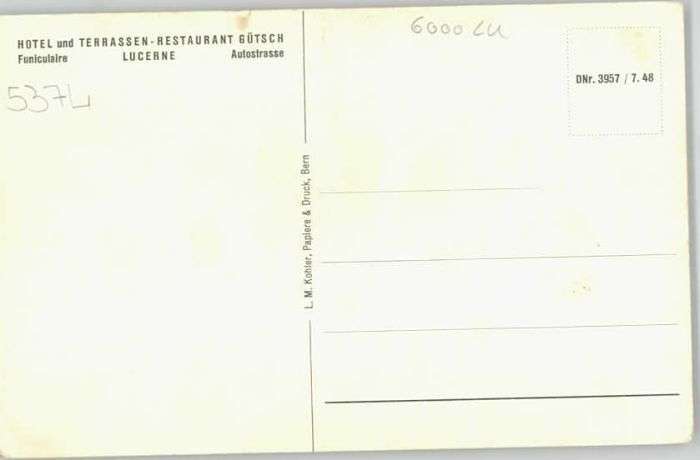 HOTEL und TERRASSEN-RESTAURANT GÜTSCH
Funiculaire LUCERNE Autostrasse
537L
6000 LU
DNr. 3957 / 7. 48
L. M. Kohler, Papiere & Druck, Bern